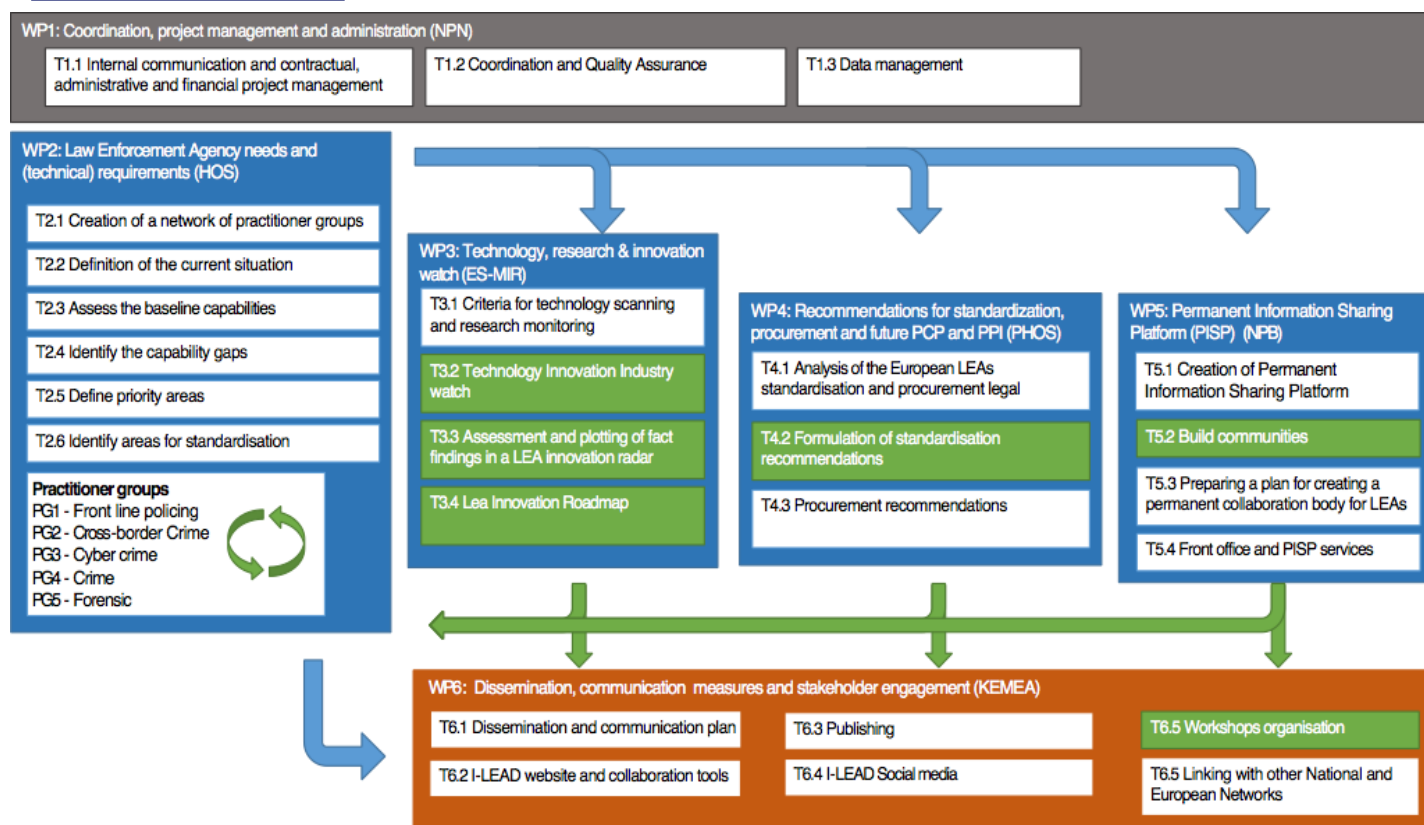 WP1: Coordination, project management and administration (NPN)
T1.1 Internal communication and contractual,
administrative and financial project management
T1.2 Coordination and Quality Assurance
T1.3 Data management
WP2: Law Enforcement Agency needs and
(technical) requirements (HOS)
T2.1 Creation of a network of practitioner groups
T2.2 Definition of the current situation
T2.3 Assess the baseline capabilities
T2.4 Identify the capability gaps
T2.5 Define priority areas
T2.6 Identify areas for standardisation
Practitioner groups
PG1 - Front line policing
PG2 - Cross-border Crime
PG3 - Cyber crime
PG4 - Crime
PG5 - Forensic
WP3: Technology, research & innovation
watch (ES-MIR)
T3.1 Criteria for technology scanning
and research monitoring
T3.2 Technology Innovation Industry
watch
T3.3 Assessment and plotting of fact
findings in a LEA innovation radar
T3.4 Lea Innovation Roadmap
WP4: Recommendations for standardization,
procurement and future PCP and PPI (PHOS)
T4.1 Analysis of the European LEAs
standardisation and procurement legal
T4.2 Formulation of standardisation
recommendations
T4.3 Procurement recommendations
WP5: Permanent Information Sharing
Platform (PISP) (NPB)
T5.1 Creation of Permanent
Information Sharing Platform
T5.2 Build communities
T5.3 Preparing a plan for creating a
permanent collaboration body for LEAs
T5.4 Front office and PISP services
WP6: Dissemination, communication measures and stakeholder engagement (KEMEA)
T6.1 Dissemination and communication plan
T6.2 I-LEAD website and collaboration tools
T6.3 Publishing
T6.4 I-LEAD Social media
T6.5 Workshops organisation
T6.5 Linking with other National and
European Networks